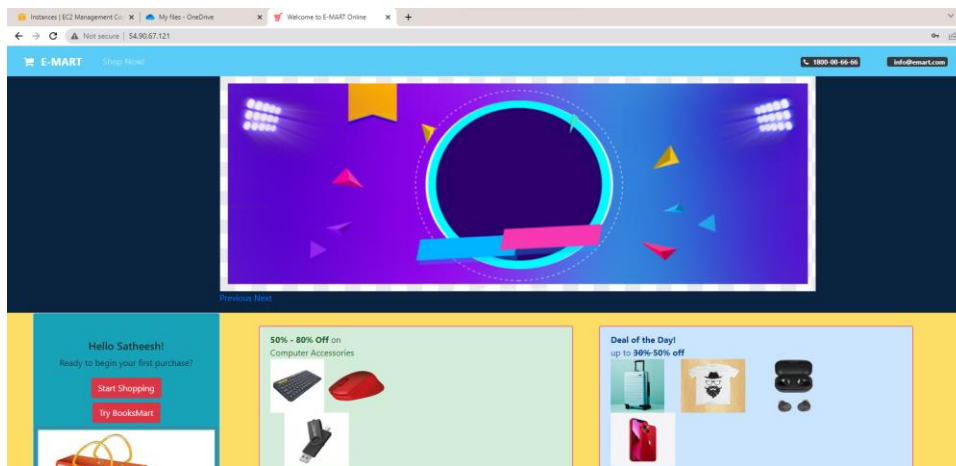 Instances | EC2 Management Co
My files - OneDrive
Welcome to E-MART Online
Not secure | 54.90.67.121
E-MART
Shop Now!
1800-00-66-66
info@emart.com
Previous Next
Hello Satheesh!
Ready to begin your first purchase?
Start Shopping
Try BooksMart
50% - 80% Off on
Computer Accessories
Deal of the Day!
up to 30% 50% off